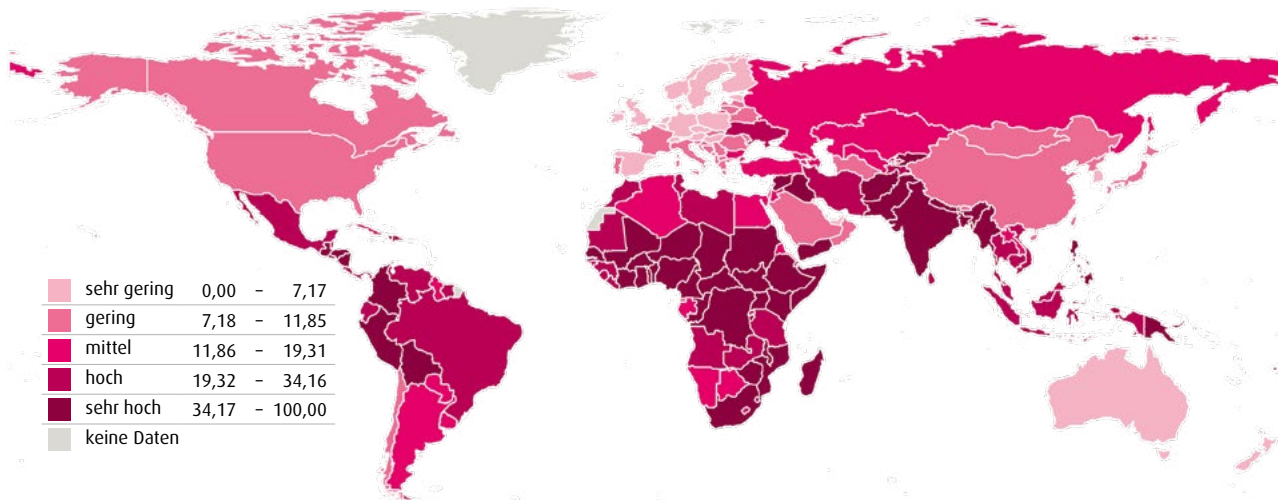 sehr gering 0,00 – 7,17
gering 7,18 – 11,85
mittel 11,86 – 19,31
hoch 19,32 – 34,16
sehr hoch 34,17 – 100,00
keine Daten